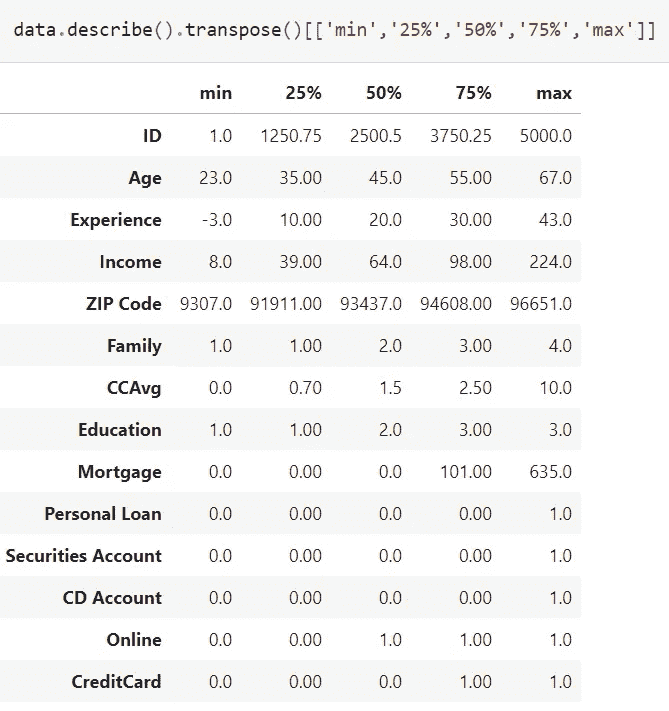 data.describe().transpose()[['min','25%','50%','75%','max']]
min 25% 50% 75% max
ID 1.0 1250.75 2500.5 3750.25 5000.0
Age 23.0 35.00 45.0 55.00 67.0
Experience -3.0 10.00 20.0 30.00 43.0
Income 8.0 39.00 64.0 98.00 224.0
ZIP Code 9307.0 91911.00 93437.0 94608.00 96651.0
Family 1.0 1.00 2.0 3.00 4.0
CCAvg 0.0 0.70 1.5 2.50 10.0
Education 1.0 1.00 2.0 3.00 3.0
Mortgage 0.0 0.00 0.0 101.00 635.0
Personal Loan 0.0 0.00 0.0 0.00 1.0
Securities Account 0.0 0.00 0.0 0.00 1.0
CD Account 0.0 0.00 0.0 0.00 1.0
Online 0.0 0.00 1.0 1.00 1.0
CreditCard 0.0 0.00 0.0 1.00 1.0